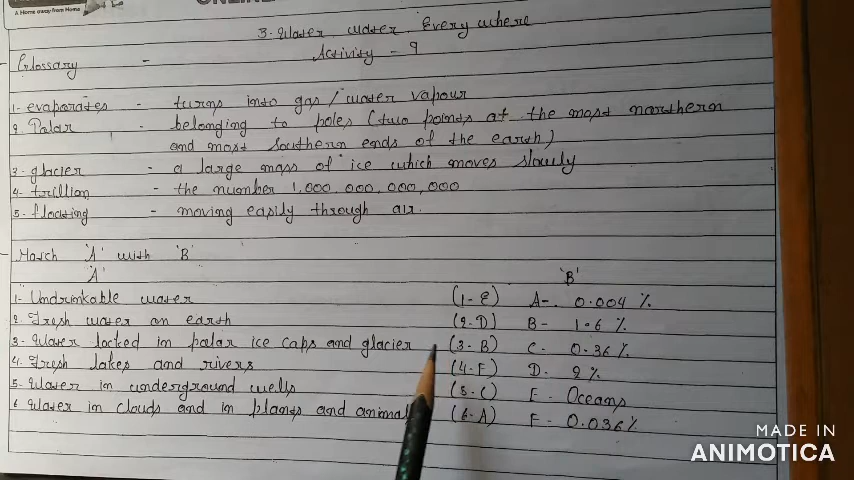 A Home away from Home
3. Water water Every where
Activity - 9
Glossary -
1- evaporates - turns into gas/water vapour
2 Polar - belonging to poles (two points at the most northern
and most southern ends of the earth)
3- glacier - a large mass of ice which moves slowly
4- trillion - the number 1,000,000,000,000
5- floating - moving easily through air.
Match 'A' with 'B'
'A' 'B'
1- Undrinkable water (1-E) A- 0.004 %
2- Fresh water on earth (2-D) B- 1.6 %
3- Water locked in polar ice caps and glacier (3-B) C- 0.36 %
4. Fresh lakes and rivers (4-F) D- 2 %
5- Water in underground wells (5-C) E- Oceans
6 Water in clouds and in plants and animal (6-A) F- 0.036 %
MADE IN
ANIMOTICA